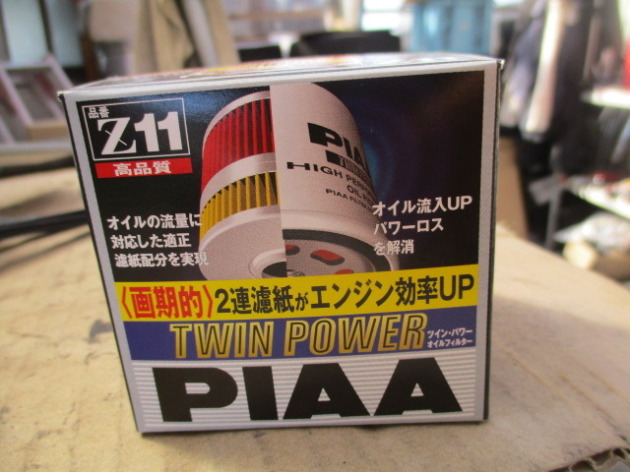 品番
Z11
高品質
PIAA
HIGH
OIL
PIAA
オイルの流量に
対応した適正
濾紙配分を実現
オイル流入UP
パワーロス
を解消
〈画期的〉2連濾紙がエンジン効率UP
TWIN POWER
ツイン・パワー
オイルフィルター
PIAA